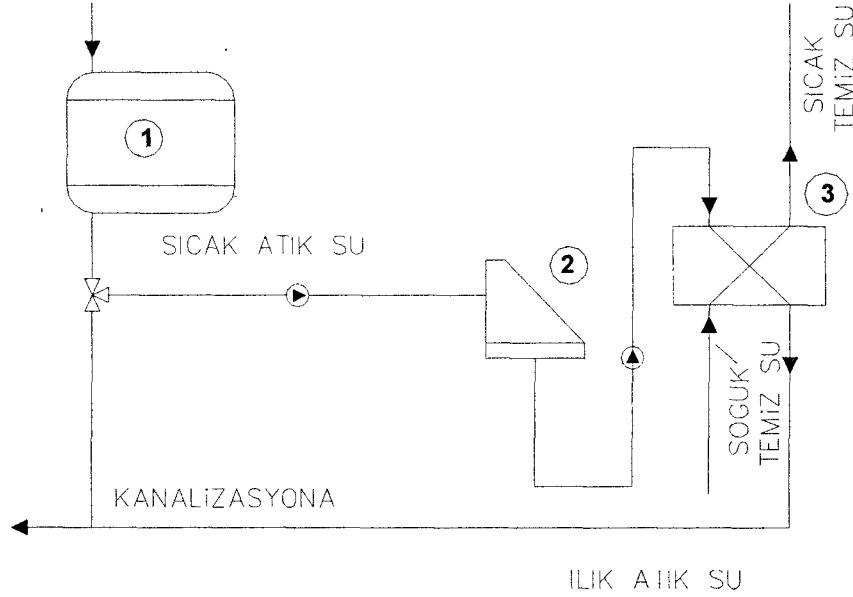 1
SICAK ATIK SU
2
3
SICAK
TEMİZ SU
SOGUK
TEMİZ SU
KANALİZASYONA
ILIK ATIK SU